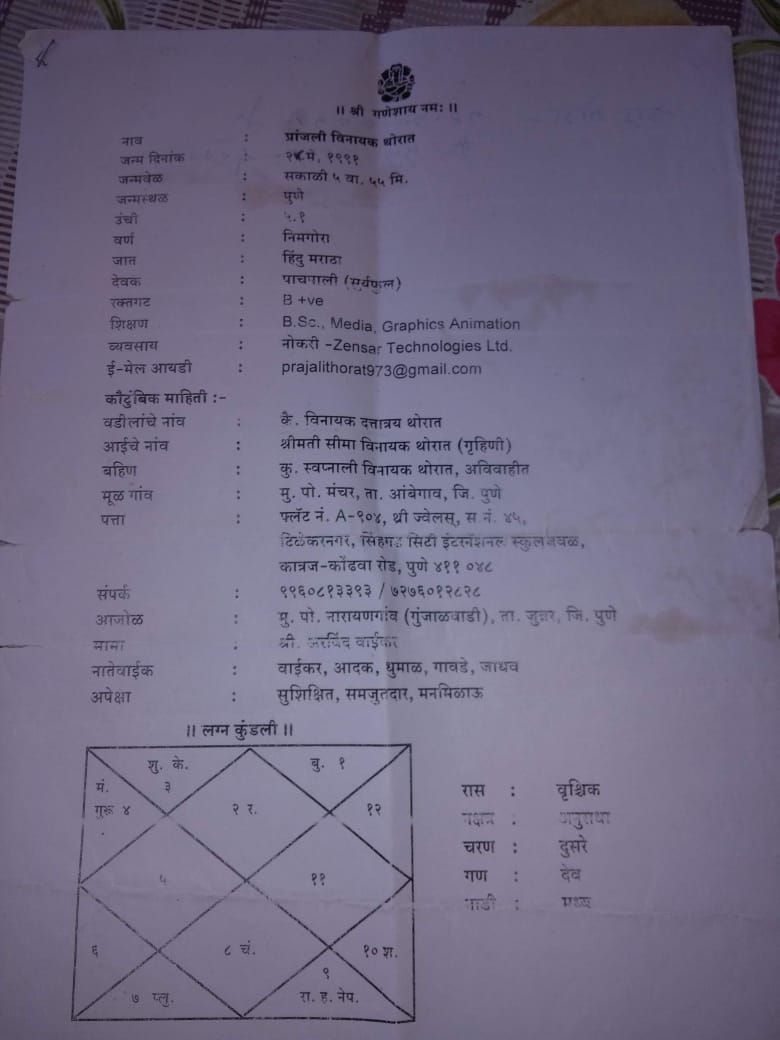 ॥ श्री गणेशाय नमः ॥
नाव : प्रांजली विनायक थोरात
जन्म दिनांक : मे, १९९१
जन्मवेळ : सकाळी ५ वा. ५५ मि.
जन्मस्थळ : पुणे
उंची : ५.१
वर्ण : निमगोरा
जात : हिंदु मराठा
देवक : पाचपाली (सुर्यफुल)
रक्तगट : B +ve
शिक्षण : B.Sc., Media, Graphics Animation
व्यवसाय : नोकरी -Zensar Technologies Ltd.
ई-मेल आयडी : prajalithorat973@gmail.com
कौटुंबिक माहिती :-
वडीलांचे नांव : कै. विनायक दत्तात्रय थोरात
आईचे नांव : श्रीमती सीमा विनायक थोरात (गृहिणी)
बहिण : कु. स्वप्नाली विनायक थोरात, अविवाहीत
मूळ गांव : मु. पो. मंचर, ता. आंबेगाव, जि. पुणे
पत्ता : फ्लॅट नं. A-९०४, श्री ज्वेलस्, स. नं. ४५,
टिळेकरनगर, सिंहगड सिटी इंटरनॅशनल स्कुलजवळ,
कात्रज-कोंढवा रोड, पुणे ४११ ०४८
संपर्क : ९९६०८१३३९३ / ७२७६०१२८२८
आजोळ : मु. पो. नारायणगांव (गुंजाळवाडी), ता. जुन्नर, जि. पुणे
मामा : श्री. अरविंद वाईकर
नातेवाईक : वाईकर, आदक, धुमाळ, गावडे, जाधव
अपेक्षा : सुशिक्षित, समजुतदार, मनमिळाऊ
॥ लग्न कुंडली ॥
शु. के.
३
बु. १
मं.
गुरू ४
२ र.
१२
५
११
६
८ चं.
१० श.
७ प्लु.
९
रा. ह. नेप.
रास : वृश्चिक
नक्षत्र : अनुराधा
चरण : दुसरे
गण : देव
नाडी : मध्य